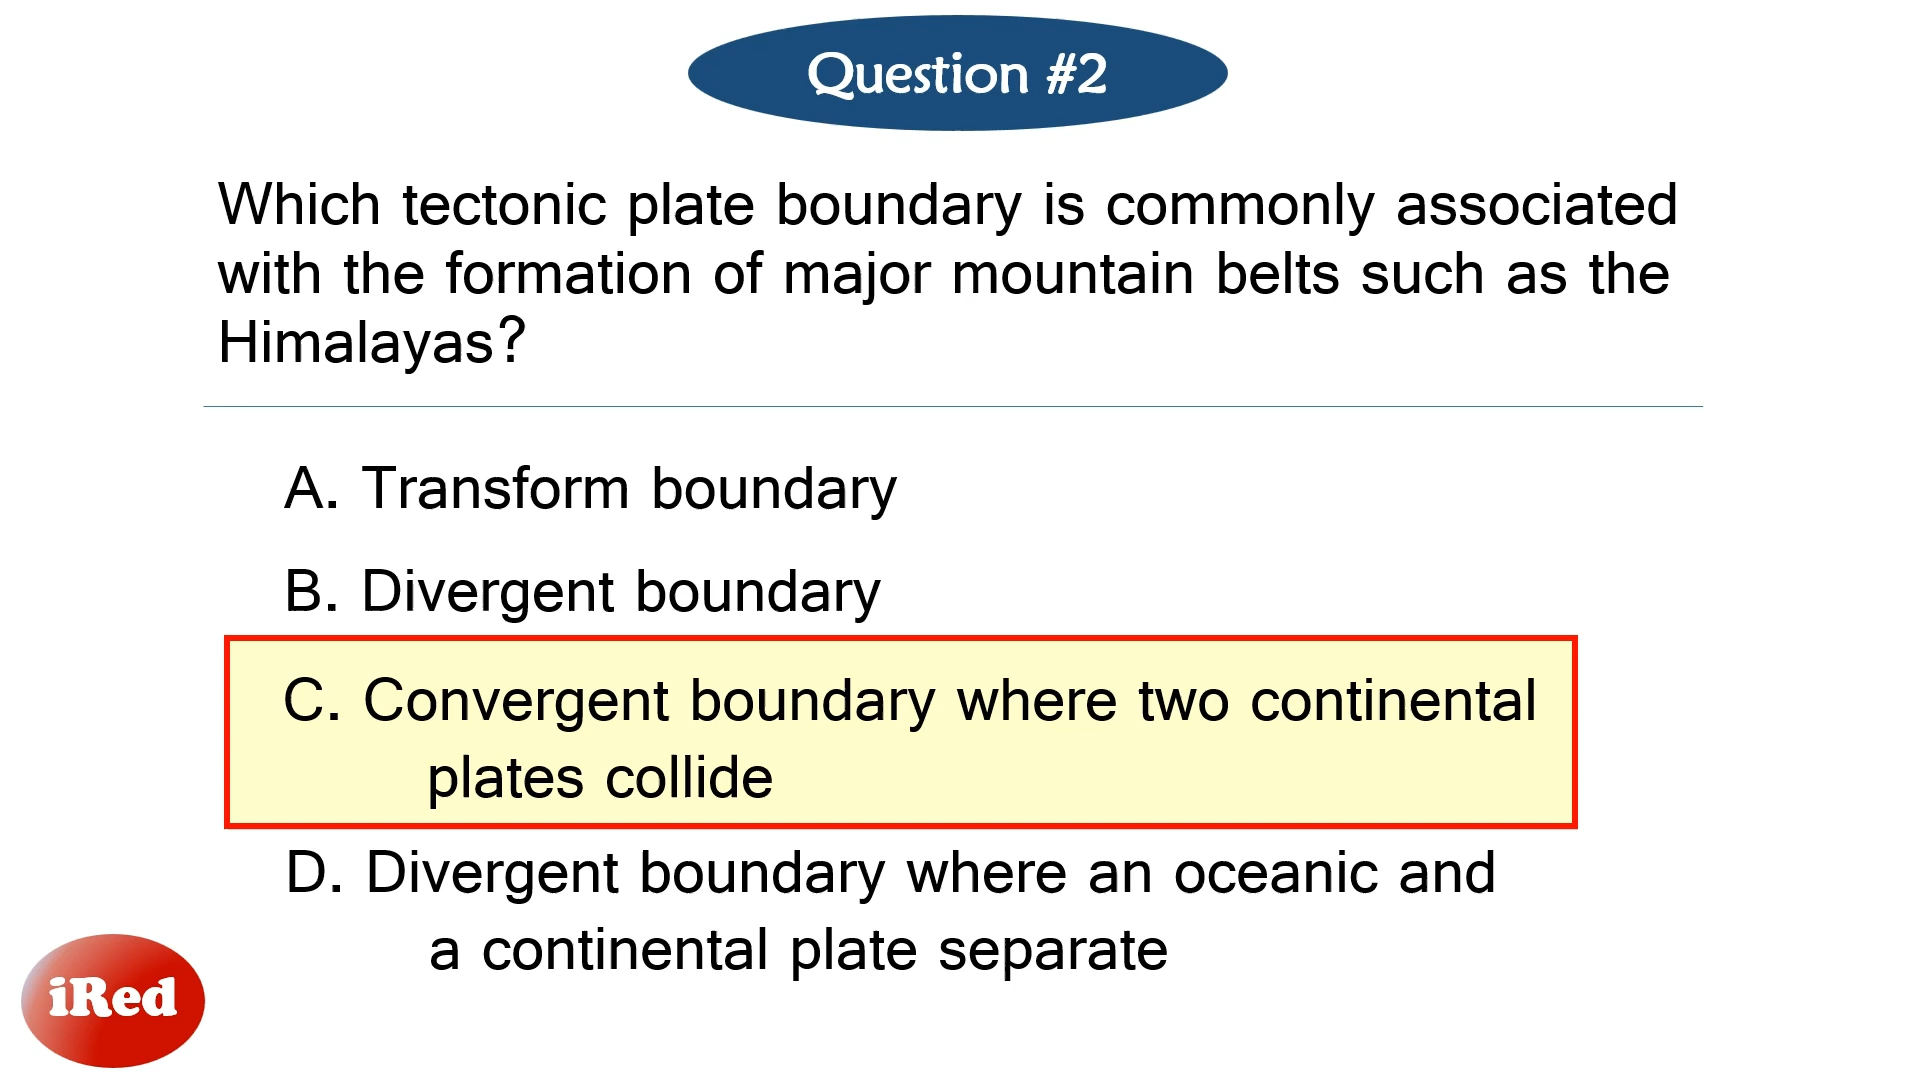 Question #2
Which tectonic plate boundary is commonly associated
with the formation of major mountain belts such as the
Himalayas?
A. Transform boundary
B. Divergent boundary
C. Convergent boundary where two continental
plates collide
D. Divergent boundary where an oceanic and
a continental plate separate
iRed